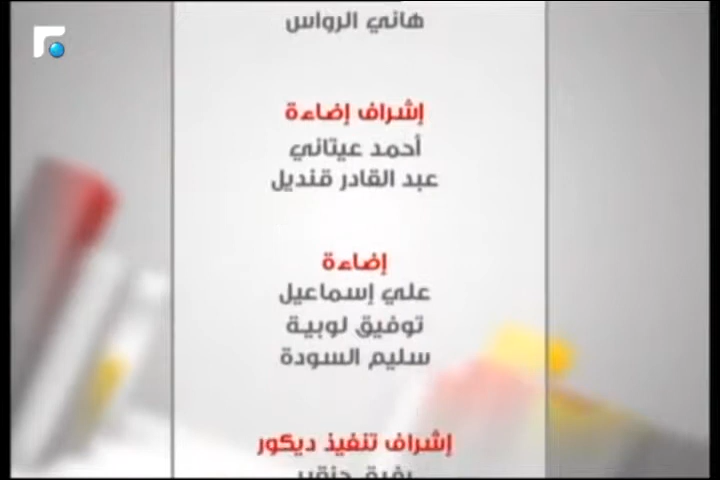 هاني الرواس
إشراف إضاءة
أحمد عيتاني
عبد القادر قنديل
إضاءة
علي إسماعيل
توفيق لوبية
سليم السودة
إشراف تنفيذ ديكور